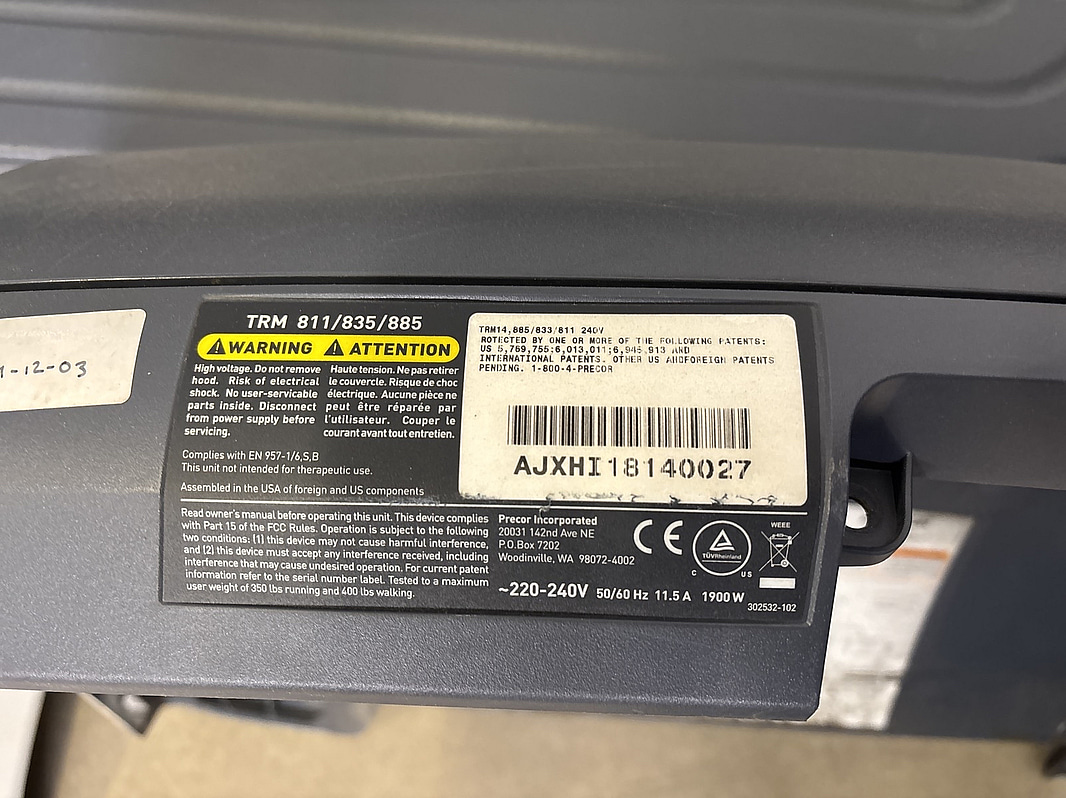 1-12-03
TRM 811/835/885
WARNING ATTENTION
High voltage. Do not remove
hood. Risk of electrical
shock. No user-servicable
parts inside. Disconnect
from power supply before
servicing.
Haute tension. Ne pas retirer
le couvercle. Risque de choc
électrique. Aucune pièce ne
peut être réparée par
l'utilisateur. Couper le
courant avant tout entretien.
Complies with EN 957-1/6,S,B
This unit not intended for therapeutic use.
Assembled in the USA of foreign and US components
TRM14,885/833/811 240V
ROTECTED BY ONE OR MORE OF THE FOLLOWING PATENTS:
US 5,769,755:6,013,011:6,945,913 AND
INTERNATIONAL PATENTS. OTHER US ANDFOREIGN PATENTS
PENDING. 1-800-4-PRECOR
AJXHI18140027
Read owner's manual before operating this unit. This device complies
with Part 15 of the FCC Rules. Operation is subject to the following
two conditions: (1) this device may not cause harmful interference,
and (2) this device must accept any interference received, including
interference that may cause undesired operation. For current patent
information refer to the serial number label. Tested to a maximum
user weight of 350 lbs running and 400 lbs walking.
Precor Incorporated
20031 142nd Ave NE
P.O.Box 7202
Woodinville, WA 98072-4002
CE
TÜVRheinland
C US
WEEE
~220-240V 50/60 Hz 11.5 A 1900 W
302532-102